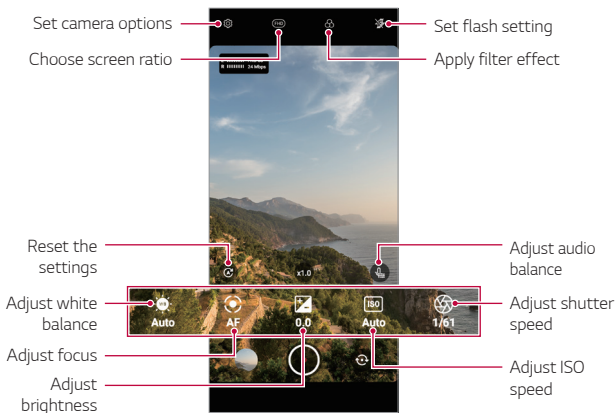 Set camera options
Set flash setting
Choose screen ratio
Apply filter effect
FHD
R 24 Mbps
Reset the
settings
x1.0
Adjust audio
balance
Adjust white
balance
WB
ISO
Auto
AF
0.0
Auto
1/61
Adjust shutter
speed
Adjust focus
Adjust
brightness
Adjust ISO
speed